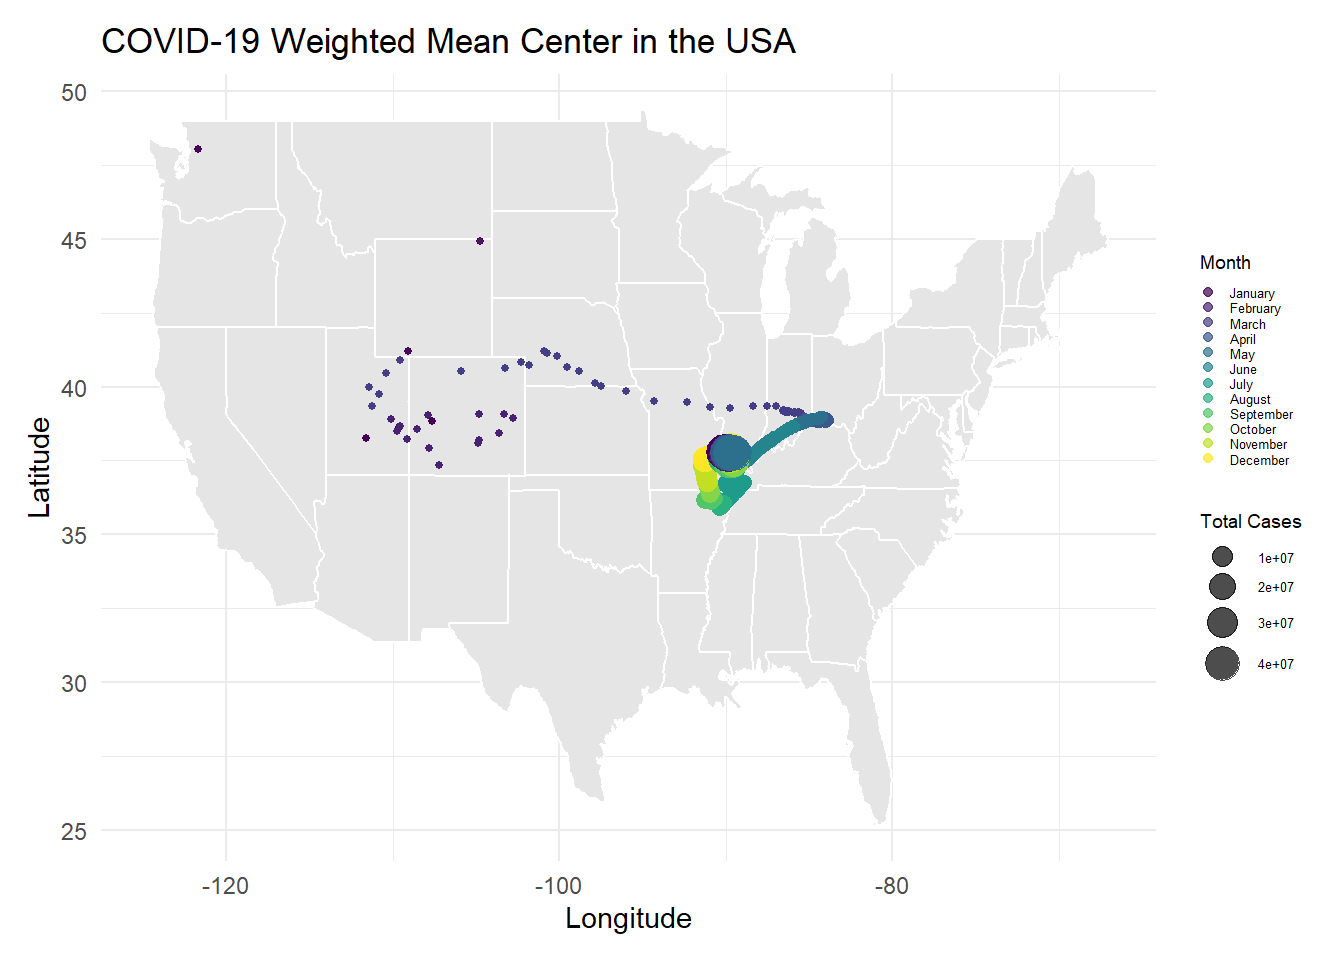 COVID-19 Weighted Mean Center in the USA
50
45
40
35
30
25
Latitude
-120
-100
-80
Longitude
Month
January
February
March
April
May
June
July
August
September
October
November
December
Total Cases
1e+07
2e+07
3e+07
4e+07